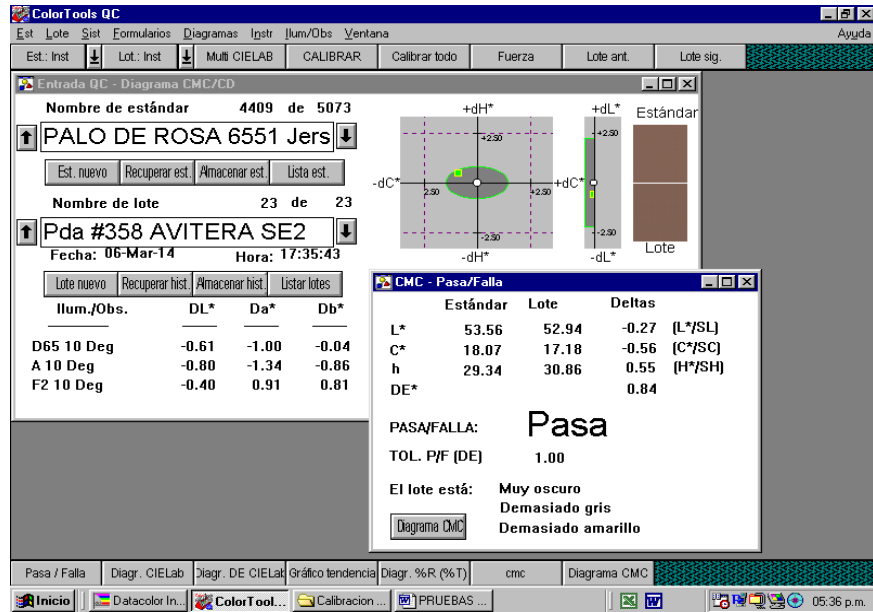 ColorTools QC
Est Lote Sist Formularios Diagramas Instr Ilum/Obs Ventana Ayuda
Est.: Inst Lot.: Inst Multi CIELAB CALIBRAR Calibrar todo Fuerza Lote ant. Lote sig.
Entrada QC - Diagrama CMC/CD
Nombre de estándar 4409 de 5073
PALO DE ROSA 6551 Jers
Est. nuevo Recuperar est. Almacenar est. Lista est.
Nombre de lote 23 de 23
Pda #358 AVITERA SE2
Fecha: 06-Mar-14 Hora: 17:35:43
Lote nuevo Recuperar hist. Almacenar hist. Listar lotes
Ilum./Obs. DL* Da* Db*
D65 10 Deg -0.61 -1.00 -0.04
A 10 Deg -0.80 -1.34 -0.86
F2 10 Deg -0.40 0.91 0.81
+dH*
+2.50
-dC* 2.50 +2.50 +dC*
-2.50
-dH*
+dL*
+2.50
-2.50
-dL*
Estándar
Lote
CMC - Pasa/Falla
Estándar Lote Deltas
L* 53.56 52.94 -0.27 (L*/SL)
C* 18.07 17.18 -0.56 (C*/SC)
h 29.34 30.86 0.55 (H*/SH)
DE* 0.84
PASA/FALLA: Pasa
TOL. P/F (DE) 1.00
El lote está: Muy oscuro
Demasiado gris
Diagrama CMC Demasiado amarillo
Pasa / Falla Diagr. CIELab Diagr. DE CIELab Gráfico tendencia Diagr. %R (%T) cmc Diagrama CMC
Inicio Datacolor In... ColorTool... Calibracion ... PRUEBAS ... 05:36 p.m.